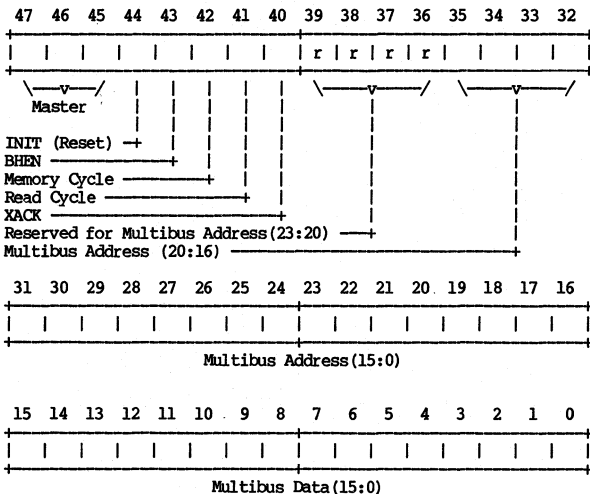 47 46 45 44 43 42 41 40 39 38 37 36 35 34 33 32
r r r r
Master
INIT (Reset)
BHEN
Memory Cycle
Read Cycle
XACK
Reserved for Multibus Address(23:20)
Multibus Address (20:16)
31 30 29 28 27 26 25 24 23 22 21 20 19 18 17 16
Multibus Address(15:0)
15 14 13 12 11 10 9 8 7 6 5 4 3 2 1 0
Multibus Data(15:0)